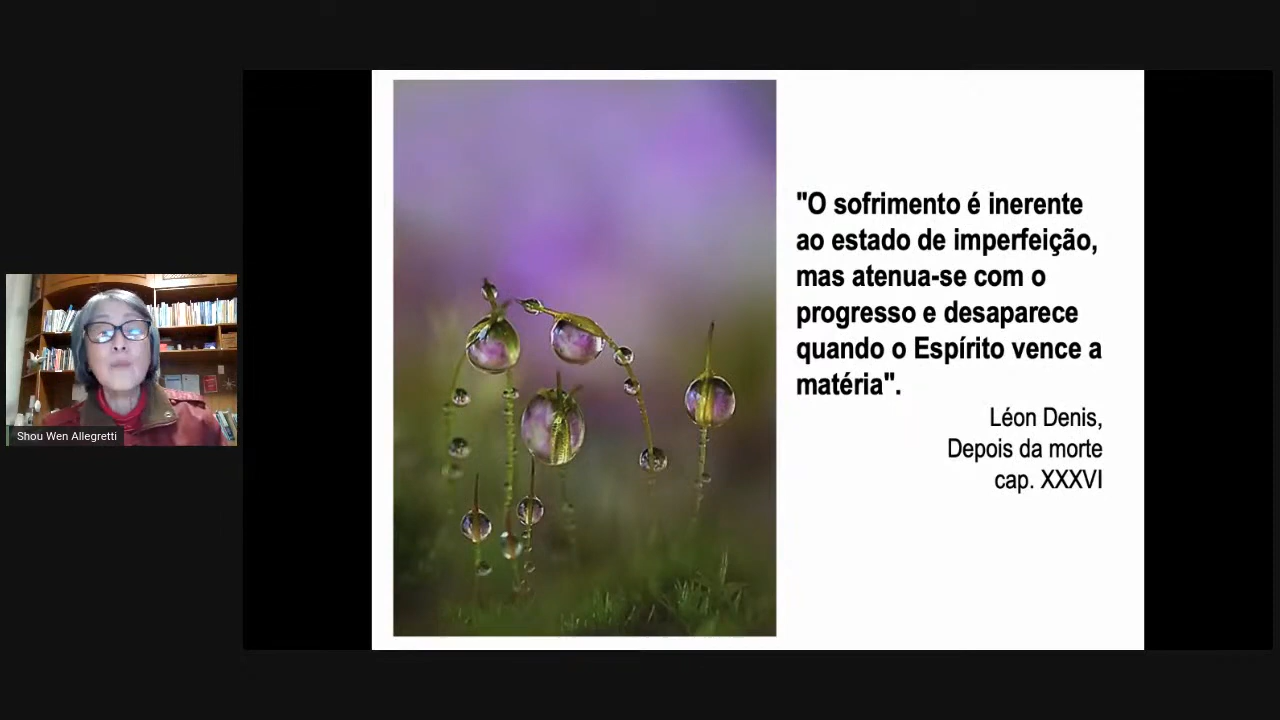 Shou Wen Allegretti
"O sofrimento é inerente
ao estado de imperfeição,
mas atenua-se com o
progresso e desaparece
quando o Espírito vence a
matéria".
Léon Denis,
Depois da morte
cap. XXXVI